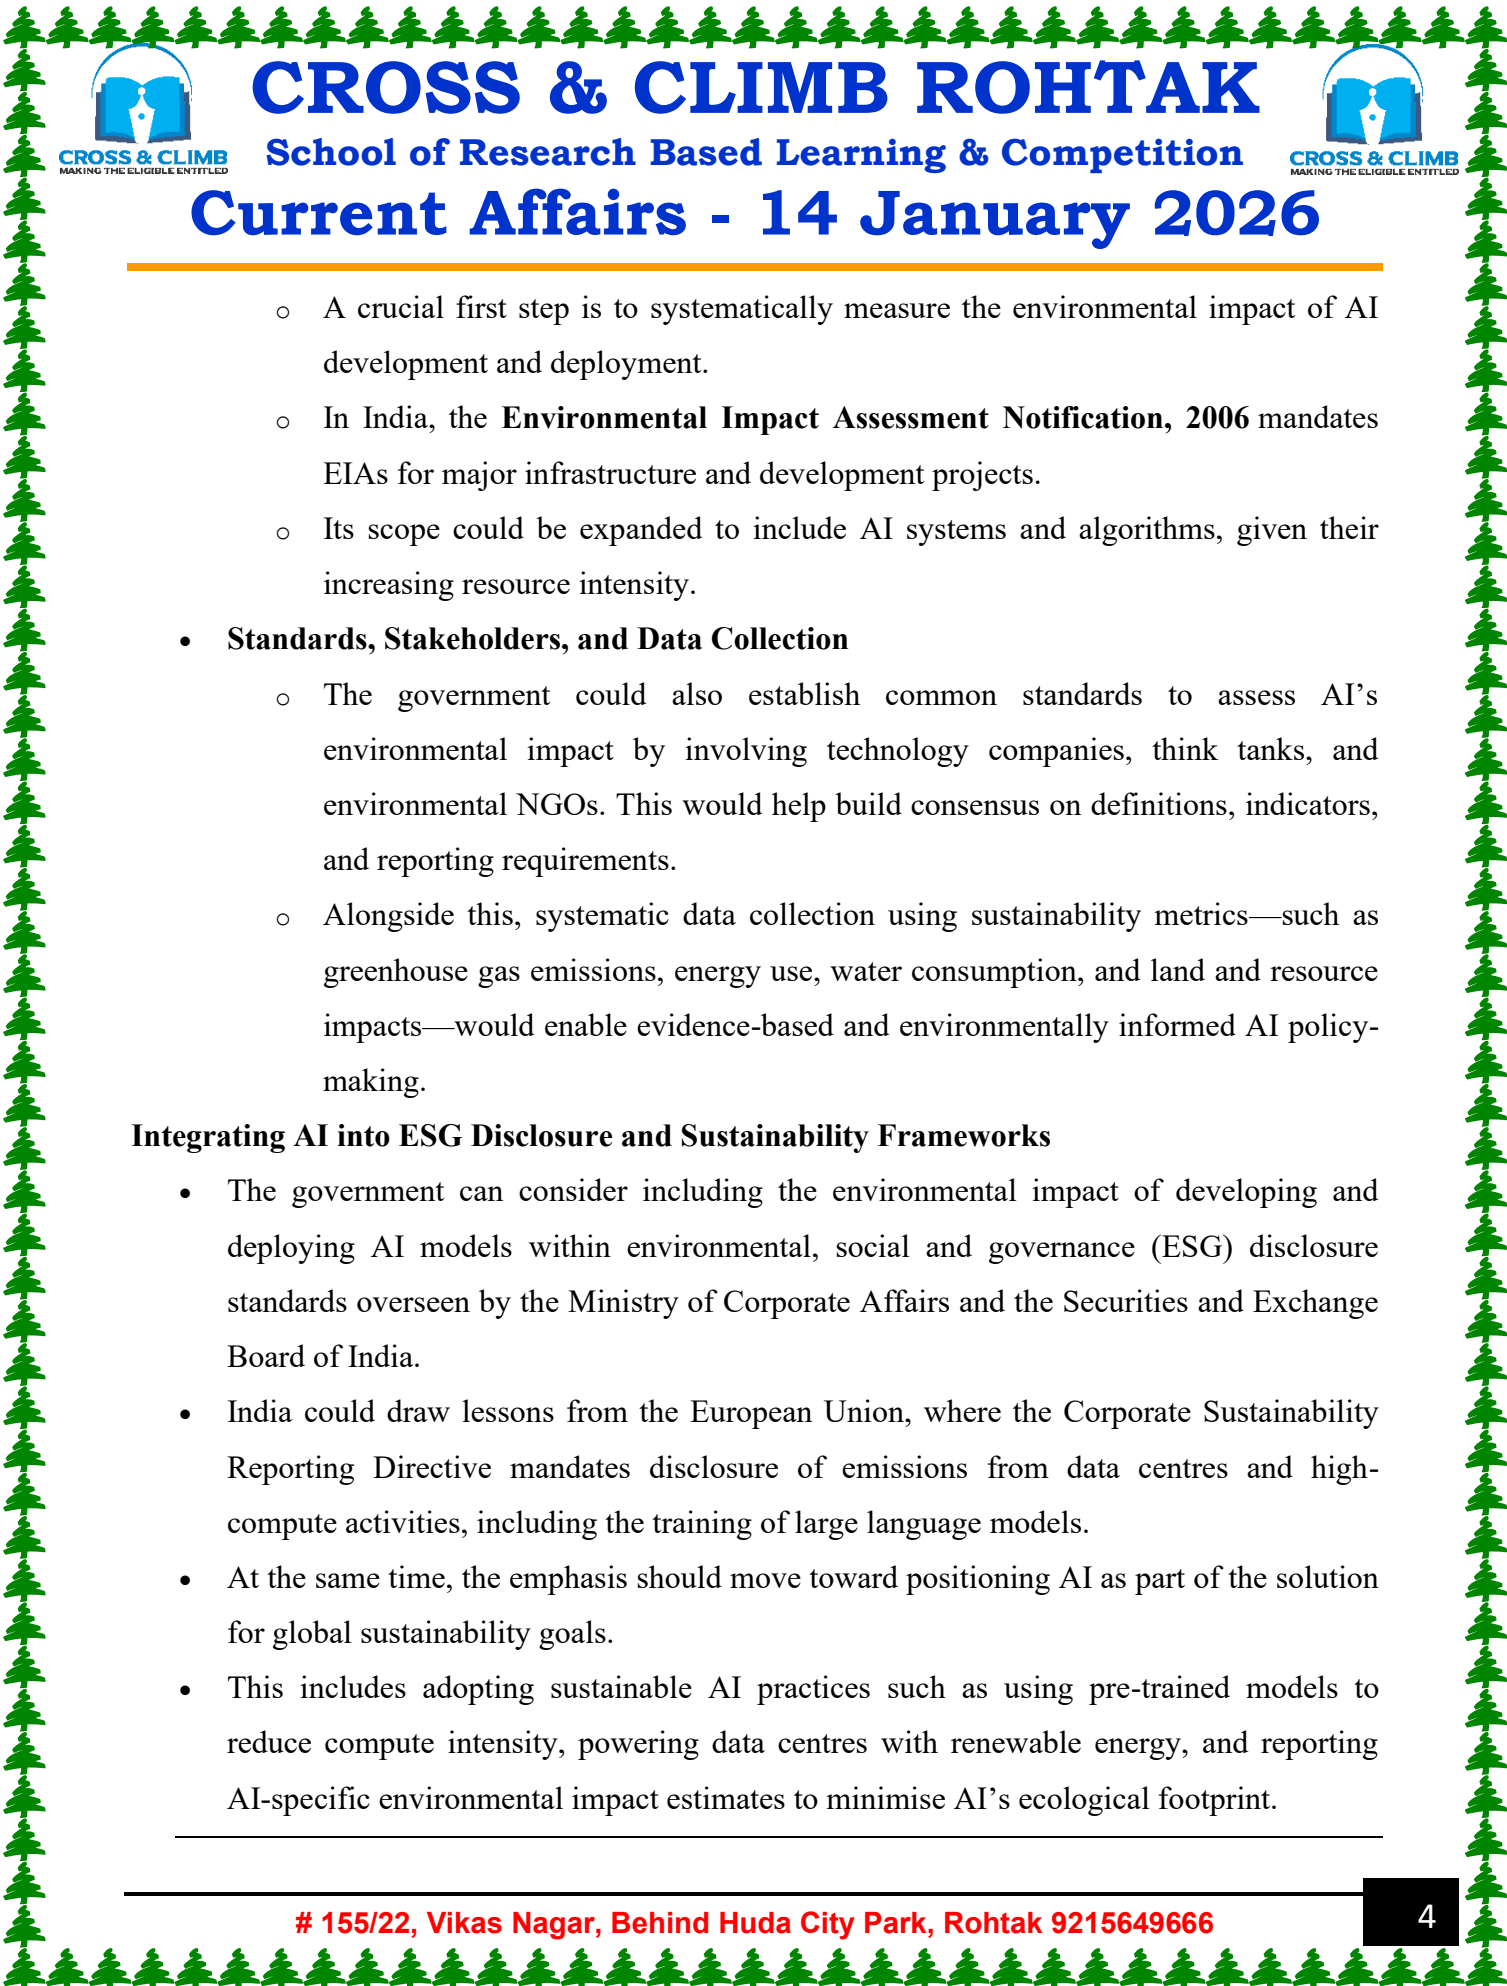 CROSS & CLIMB ROHTAK
School of Research Based Learning & Competition
CROSS & CLIMB
MAKING THE ELIGIBLE ENTITLED
CROSS & CLIMB
MAKING THE ELIGIBLE ENTITLED
Current Affairs - 14 January 2026
o A crucial first step is to systematically measure the environmental impact of AI
development and deployment.
o In India, the Environmental Impact Assessment Notification, 2006 mandates
EIAs for major infrastructure and development projects.
o Its scope could be expanded to include AI systems and algorithms, given their
increasing resource intensity.
• Standards, Stakeholders, and Data Collection
o The government could also establish common standards to assess AI’s
environmental impact by involving technology companies, think tanks, and
environmental NGOs. This would help build consensus on definitions, indicators,
and reporting requirements.
o Alongside this, systematic data collection using sustainability metrics—such as
greenhouse gas emissions, energy use, water consumption, and land and resource
impacts—would enable evidence-based and environmentally informed AI policy-
making.
Integrating AI into ESG Disclosure and Sustainability Frameworks
• The government can consider including the environmental impact of developing and
deploying AI models within environmental, social and governance (ESG) disclosure
standards overseen by the Ministry of Corporate Affairs and the Securities and Exchange
Board of India.
• India could draw lessons from the European Union, where the Corporate Sustainability
Reporting Directive mandates disclosure of emissions from data centres and high-
compute activities, including the training of large language models.
• At the same time, the emphasis should move toward positioning AI as part of the solution
for global sustainability goals.
• This includes adopting sustainable AI practices such as using pre-trained models to
reduce compute intensity, powering data centres with renewable energy, and reporting
AI-specific environmental impact estimates to minimise AI’s ecological footprint.
# 155/22, Vikas Nagar, Behind Huda City Park, Rohtak 9215649666
4